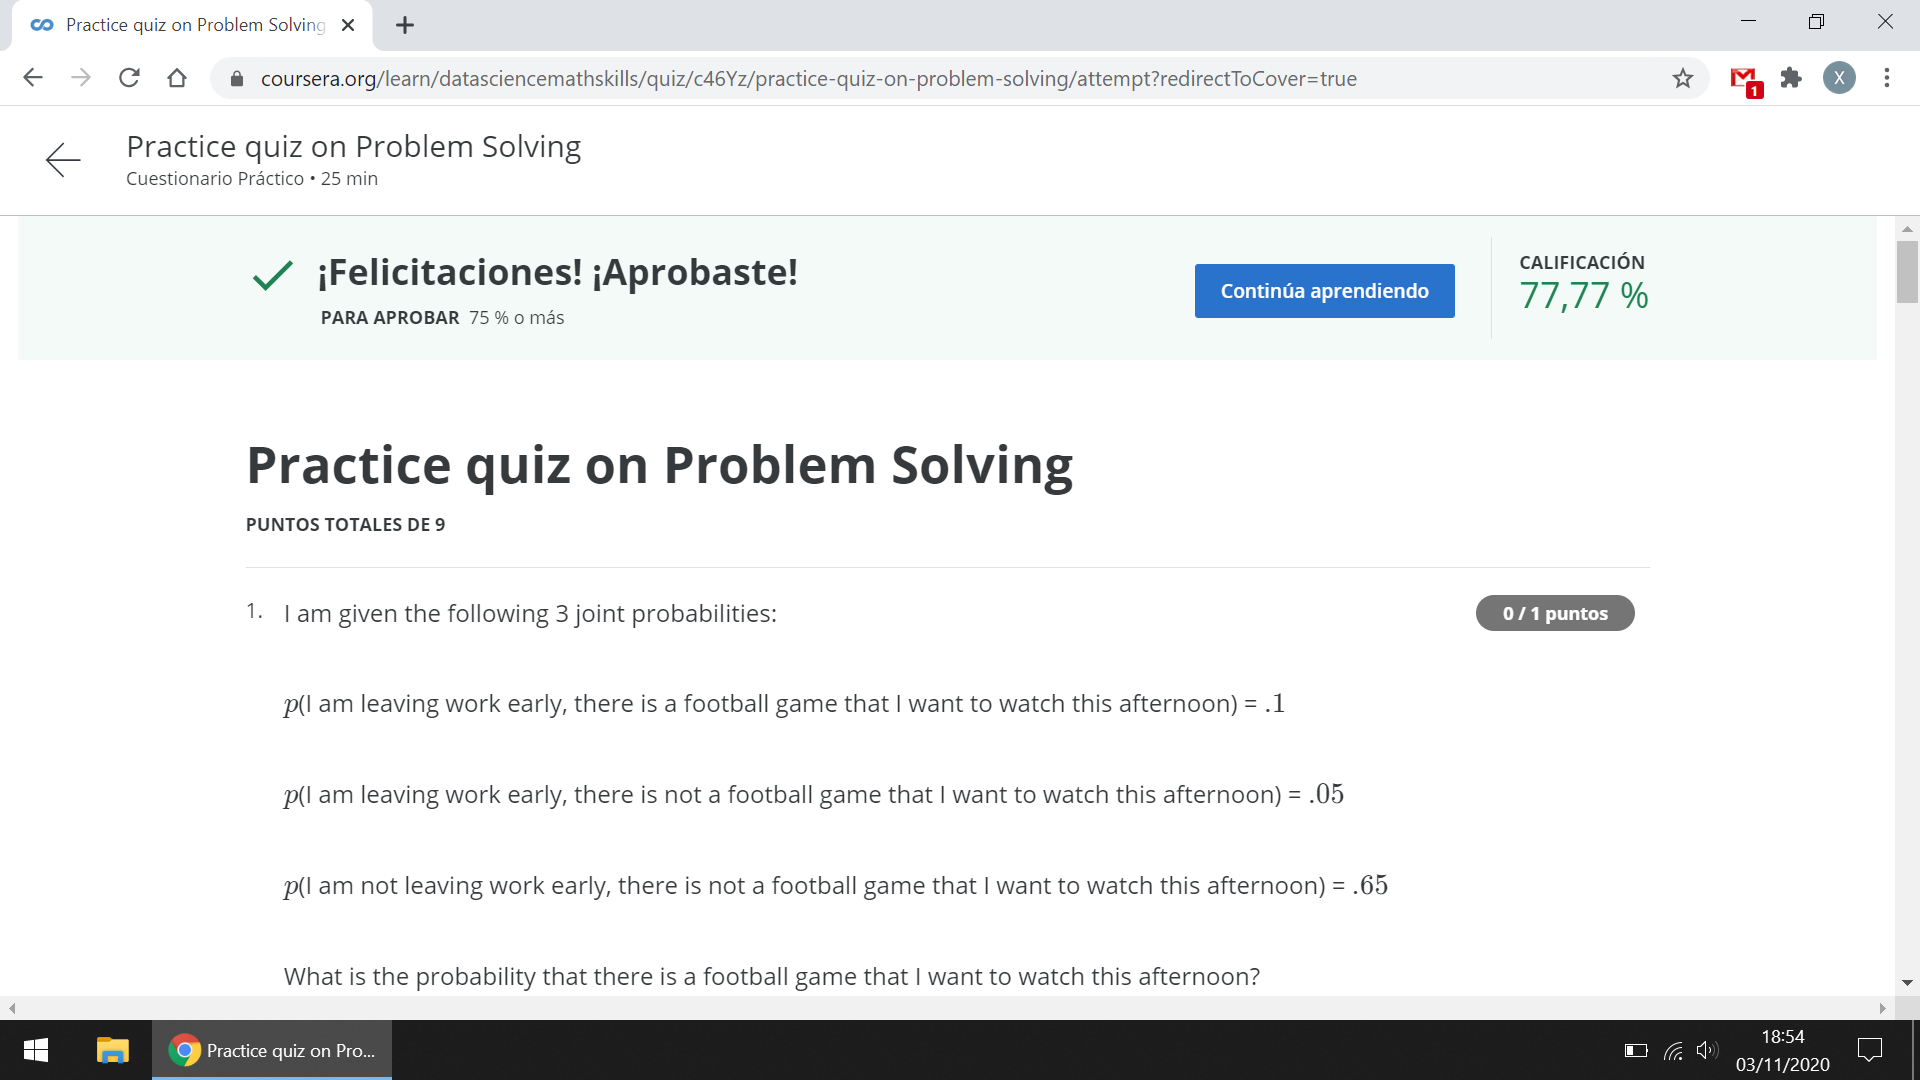 Practice quiz on Problem Solving
coursera.org/learn/datasciencemathskills/quiz/c46Yz/practice-quiz-on-problem-solving/attempt?redirectToCover=true
1
X
Practice quiz on Problem Solving
Cuestionario Práctico • 25 min
¡Felicitaciones! ¡Aprobaste!
PARA APROBAR 75 % o más
Continúa aprendiendo
CALIFICACIÓN
77,77 %
Practice quiz on Problem Solving
PUNTOS TOTALES DE 9
1. I am given the following 3 joint probabilities:
0 / 1 puntos
p(I am leaving work early, there is a football game that I want to watch this afternoon) = .1
p(I am leaving work early, there is not a football game that I want to watch this afternoon) = .05
p(I am not leaving work early, there is not a football game that I want to watch this afternoon) = .65
What is the probability that there is a football game that I want to watch this afternoon?
Practice quiz on Pro...
18:54
03/11/2020